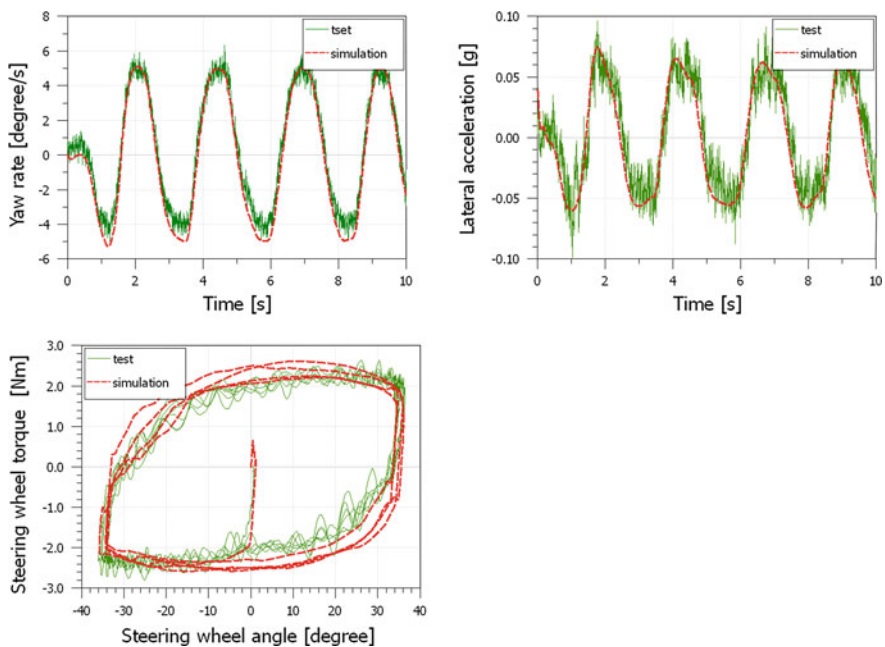 Yaw rate [degree/s]
8
6
4
2
0
-2
-4
-6
tset
simulation
0 2 4 6 8 10
Time [s]
Lateral acceleration [g]
0.10
0.05
0.00
-0.05
-0.10
test
simulation
0 2 4 6 8 10
Time [s]
Steering wheel torque [Nm]
3.0
2.0
1.0
0.0
-1.0
-2.0
-3.0
test
simulation
-40 -30 -20 -10 0 10 20 30 40
Steering wheel angle [degree]